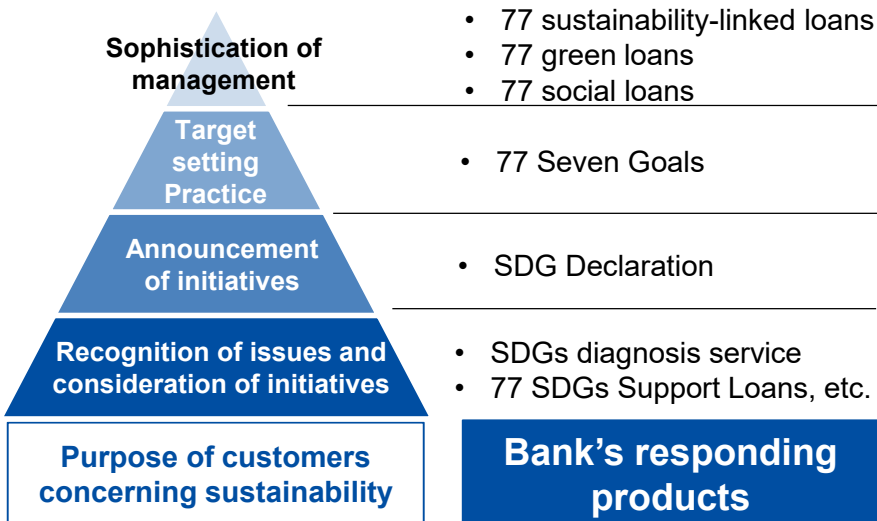 Sophistication of
management
• 77 sustainability-linked loans
• 77 green loans
• 77 social loans
Target
setting
Practice
• 77 Seven Goals
Announcement
of initiatives
• SDG Declaration
Recognition of issues and
consideration of initiatives
• SDGs diagnosis service
• 77 SDGs Support Loans, etc.
Purpose of customers
concerning sustainability
Bank's responding
products